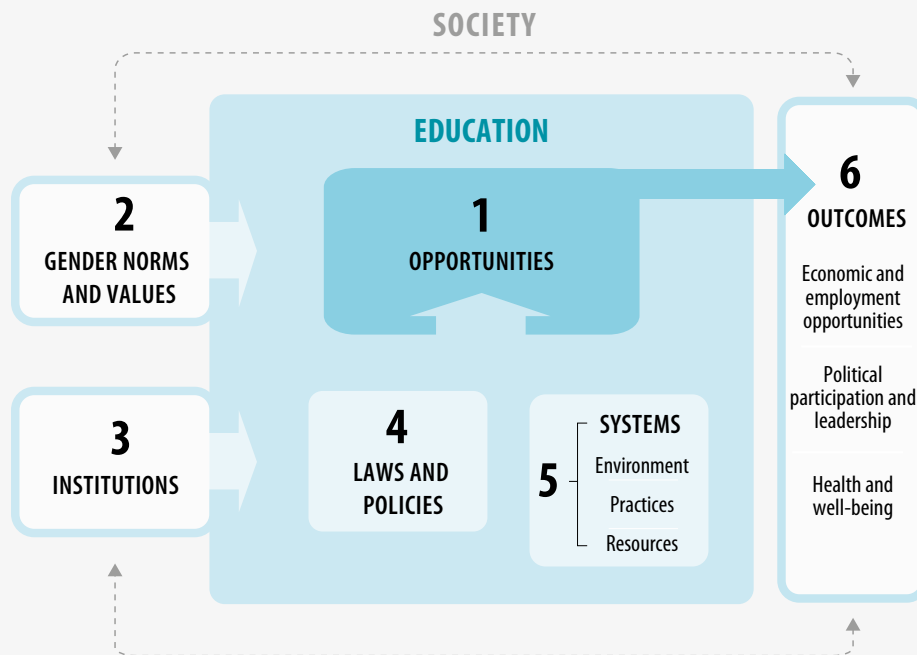 SOCIETY
EDUCATION
2
GENDER NORMS
AND VALUES
1
OPPORTUNITIES
6
OUTCOMES
Economic and
employment
opportunities
Political
participation and
leadership
Health and
well-being
3
INSTITUTIONS
4
LAWS AND
POLICIES
5
SYSTEMS
Environment
Practices
Resources